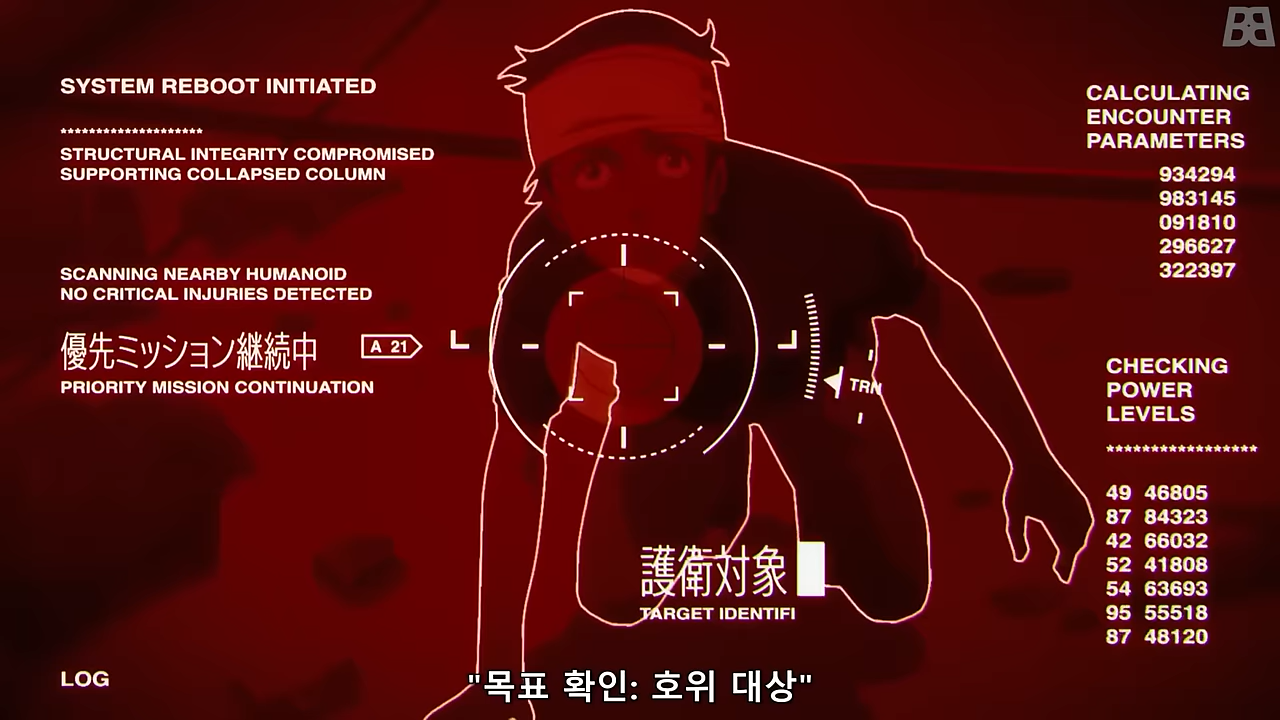 SYSTEM REBOOT INITIATED
********************
STRUCTURAL INTEGRITY COMPROMISED
SUPPORTING COLLAPSED COLUMN
SCANNING NEARBY HUMANOID
NO CRITICAL INJURIES DETECTED
優先ミッション継続中
A 21
PRIORITY MISSION CONTINUATION
LOG
TRN
護衛対象
TARGET IDENTIFI
"목표 확인: 호위 대상"
CALCULATING
ENCOUNTER
PARAMETERS
934294
983145
091810
296627
322397
CHECKING
POWER
LEVELS
******************
49 46805
87 84323
42 66032
52 41808
54 63693
95 55518
87 48120